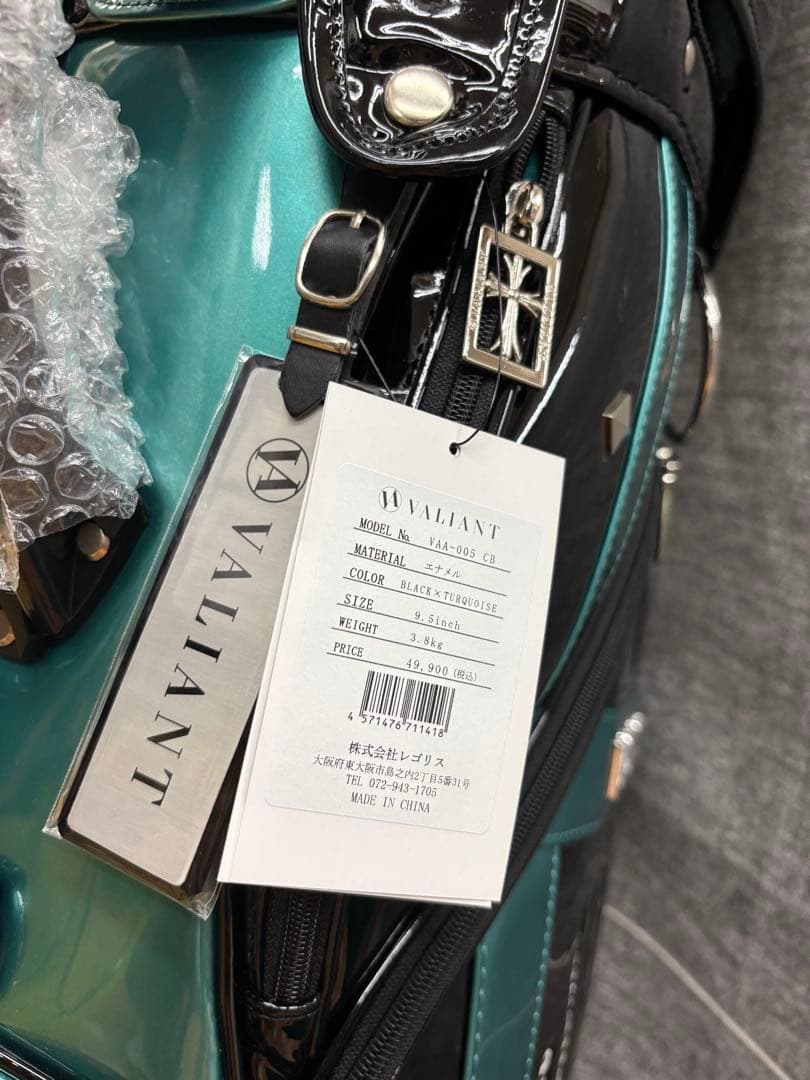 VALIANT
VALIANT
MODEL No. VAA-005 CB
MATERIAL エナメル
COLOR BLACK×TURQUOISE
SIZE 9.5inch
WEIGHT 3.8kg
PRICE 49,900(税込)
4 571476 711418
株式会社レゴリス
大阪府東大阪市島之内2丁目5番31号
TEL 072-943-1705
MADE IN CHINA